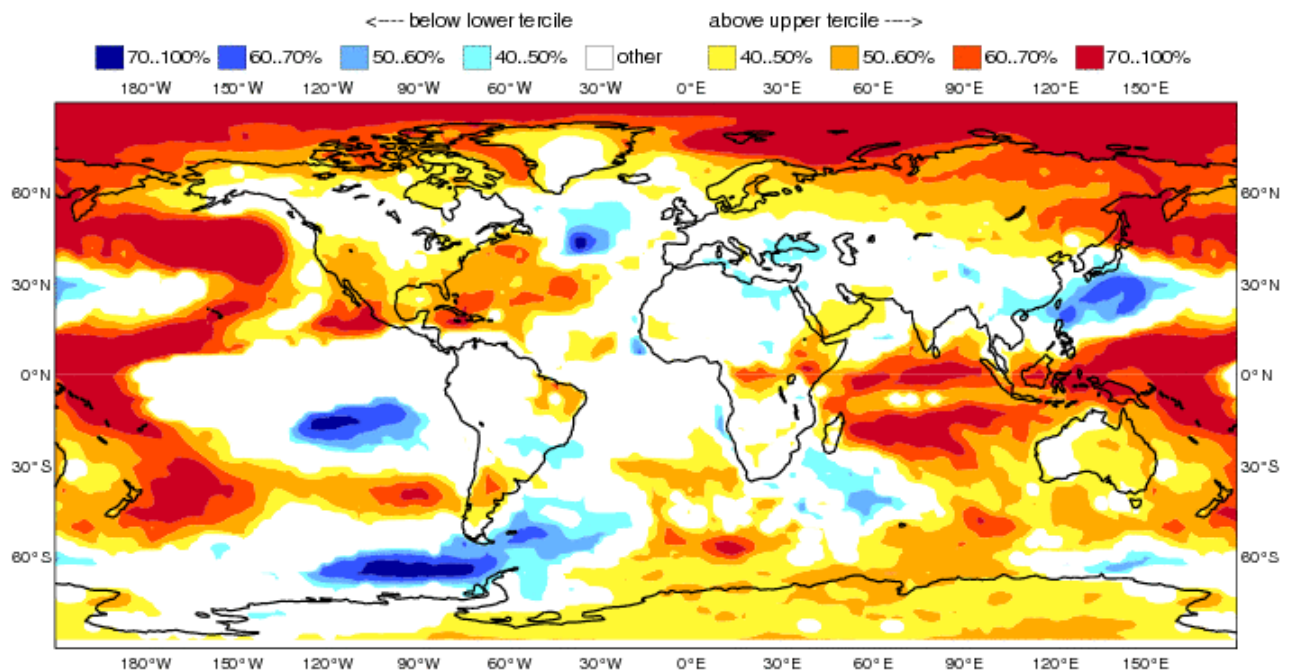 <---- below lower tercile above upper tercile ---->
70..100% 60..70% 50..60% 40..50% other 40..50% 50..60% 60..70% 70..100%
180°W 150°W 120°W 90°W 60°W 30°W 0°E 30°E 60°E 90°E 120°E 150°E
60°N 60°N
30°N 30°N
0°N 0°N
30°S 30°S
60°S 60°S
180°W 150°W 120°W 90°W 60°W 30°W 0°E 30°E 60°E 90°E 120°E 150°E